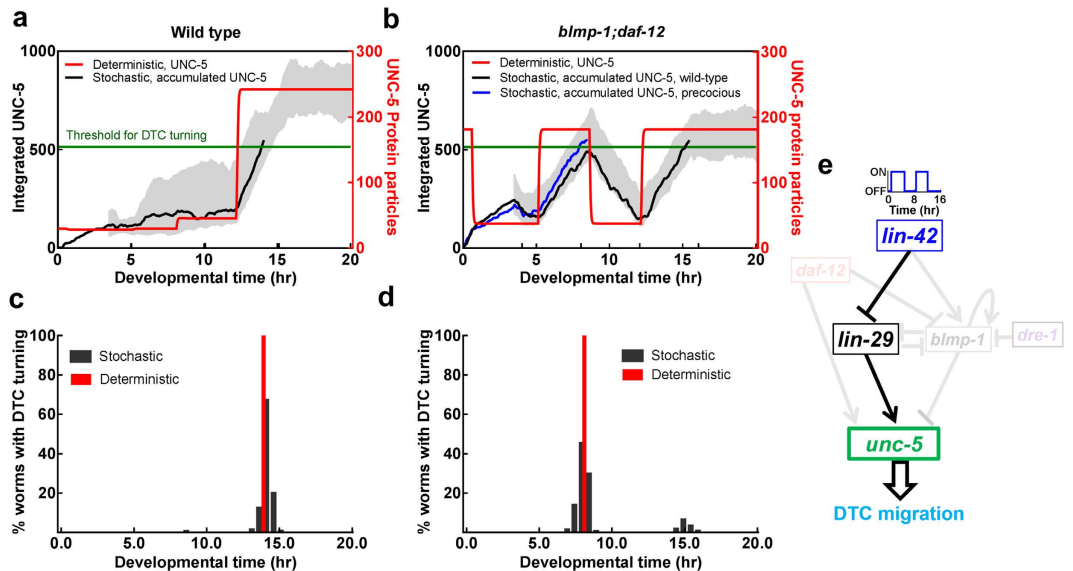 a
Wild type
1000
500
0
Integrated UNC-5
Deterministic, UNC-5
Stochastic, accumulated UNC-5
Threshold for DTC turning
300
200
100
0
UNC-5 Protein particles
0 5 10 15 20
Developmental time (hr)
b
blmp-1;daf-12
1000
500
0
Integrated UNC-5
Deterministic, UNC-5
Stochastic, accumulated UNC-5, wild-type
Stochastic, accumulated UNC-5, precocious
300
200
100
0
UNC-5 Protein particles
0 5 10 15 20
Developmental time (hr)
c
100
80
60
40
20
% worms with DTC turning
Stochastic
Deterministic
0.0 5.0 10.0 15.0 20.0
Developmental time (hr)
d
100
80
60
40
20
% worms with DTC turning
Stochastic
Deterministic
0.0 5.0 10.0 15.0 20.0
Developmental time (hr)
e
ON
OFF
0 8 16
Time (hr)
lin-42
daf-12
lin-29
blmp-1
dre-1
unc-5
DTC migration